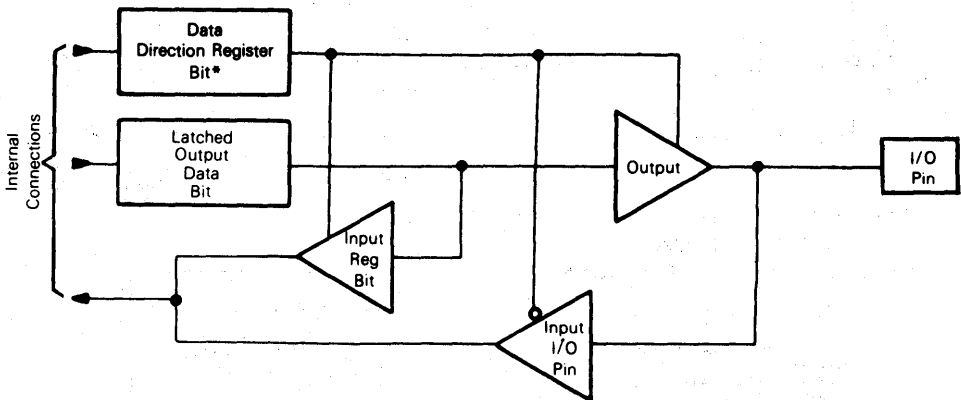 Data
Direction Register
Bit*
Latched
Output
Data
Bit
Internal
Connections
Output
I/O
Pin
Input
Reg
Bit
Input
I/O
Pin